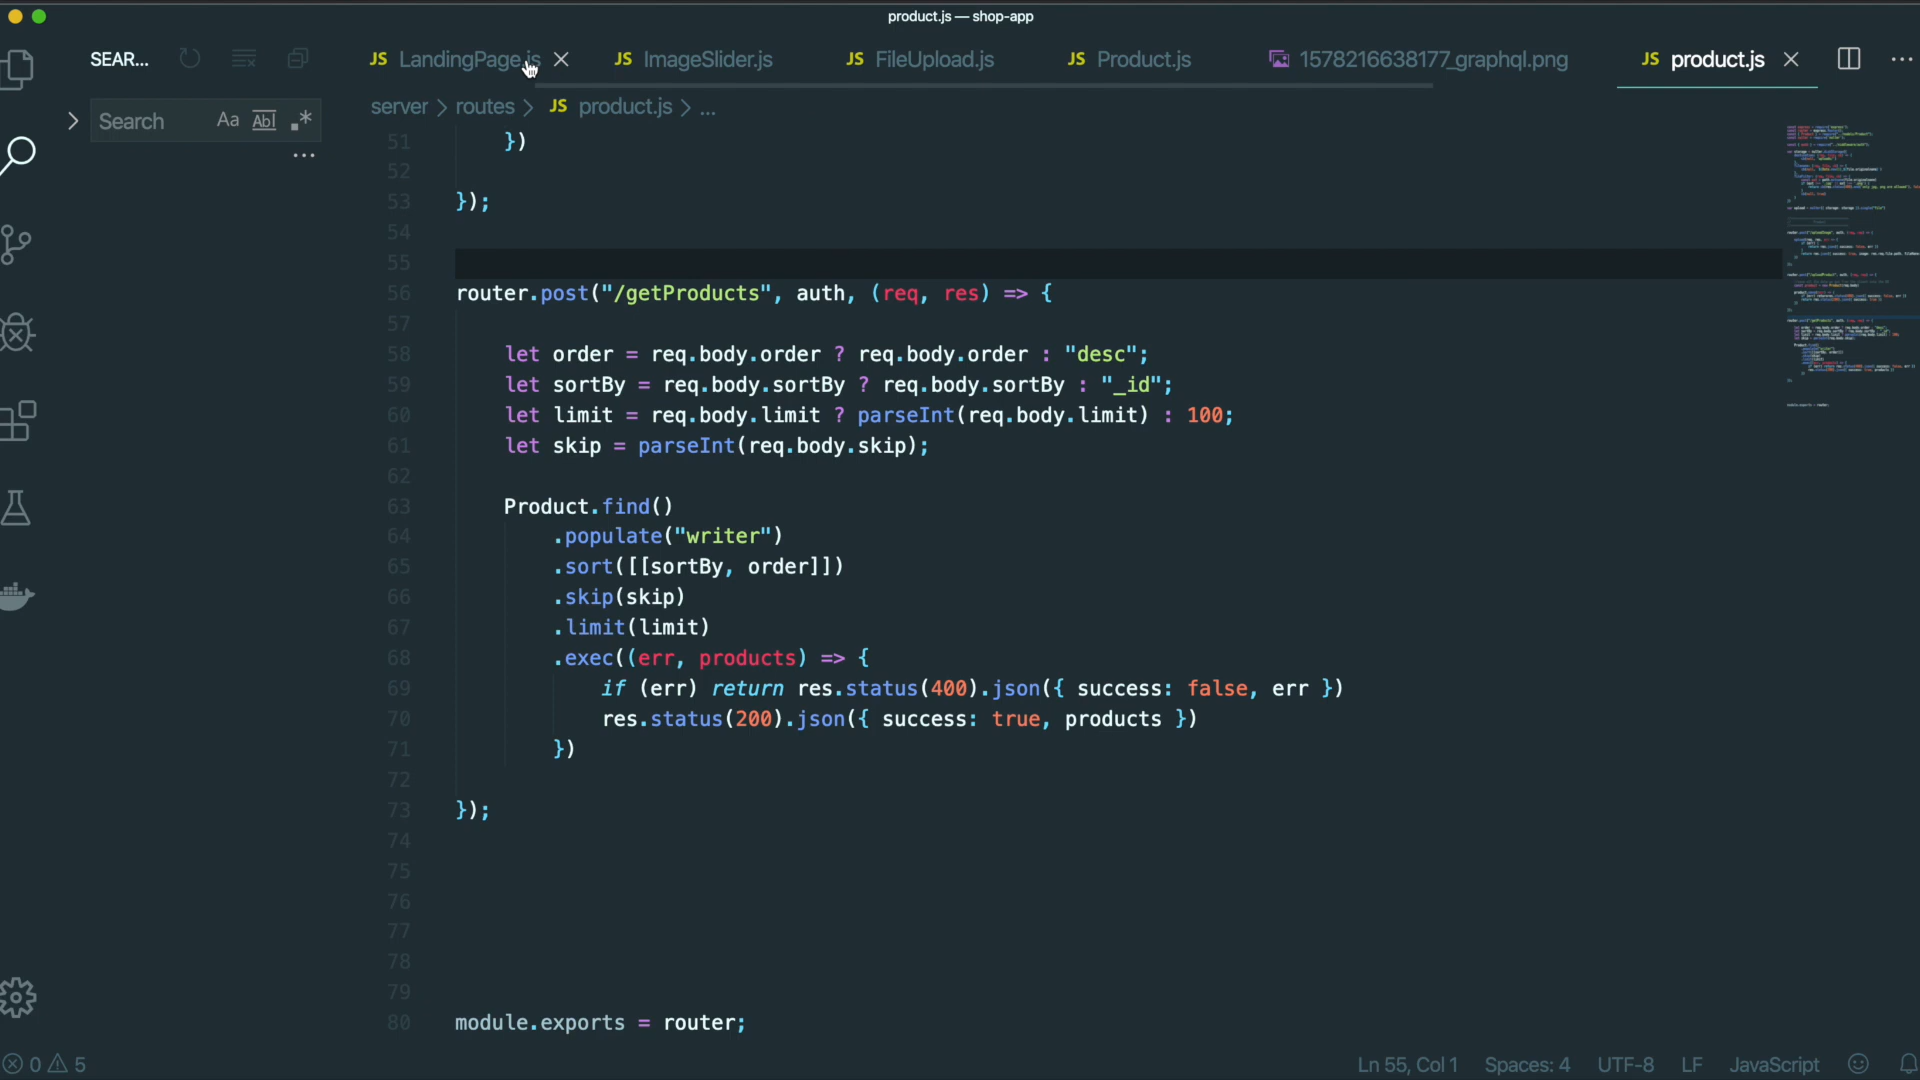 product.js — shop-app
SEAR...
JS LandingPage.js
JS ImageSlider.js
JS FileUpload.js
JS Product.js
1578216638177_graphql.png
JS product.js
Search Aa Abl .*
server > routes > JS product.js > ...
51 })
52
53 });
54
55
56 router.post("/getProducts", auth, (req, res) => {
57
58 let order = req.body.order ? req.body.order : "desc";
59 let sortBy = req.body.sortBy ? req.body.sortBy : "_id";
60 let limit = req.body.limit ? parseInt(req.body.limit) : 100;
61 let skip = parseInt(req.body.skip);
62
63 Product.find()
64 .populate("writer")
65 .sort([[sortBy, order]])
66 .skip(skip)
67 .limit(limit)
68 .exec((err, products) => {
69 if (err) return res.status(400).json({ success: false, err })
70 res.status(200).json({ success: true, products })
71 })
72
73 });
74
75
76
77
78
79
80 module.exports = router;
0 5
Ln 55, Col 1
Spaces: 4
UTF-8
LF
JavaScript